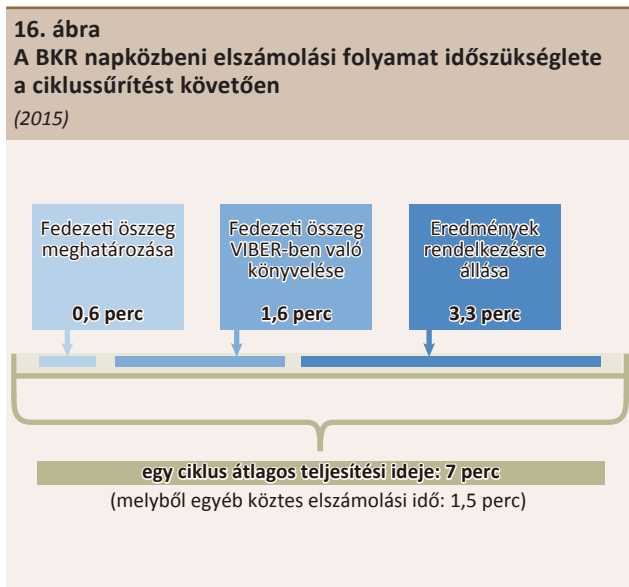 16. ábra
A BKR napközbeni elszámolási folyamat időszükséglete
a ciklussűrítést követően
(2015)
Fedezeti öszzeg
meghatározása
0,6 perc
Fedezeti összeg
VIBER-ben való
könyvelése
1,6 perc
Eredmények
rendelkezésre
állása
3,3 perc
egy ciklus átlagos teljesítési ideje: 7 perc
(melyből egyéb köztes elszámolási idő: 1,5 perc)